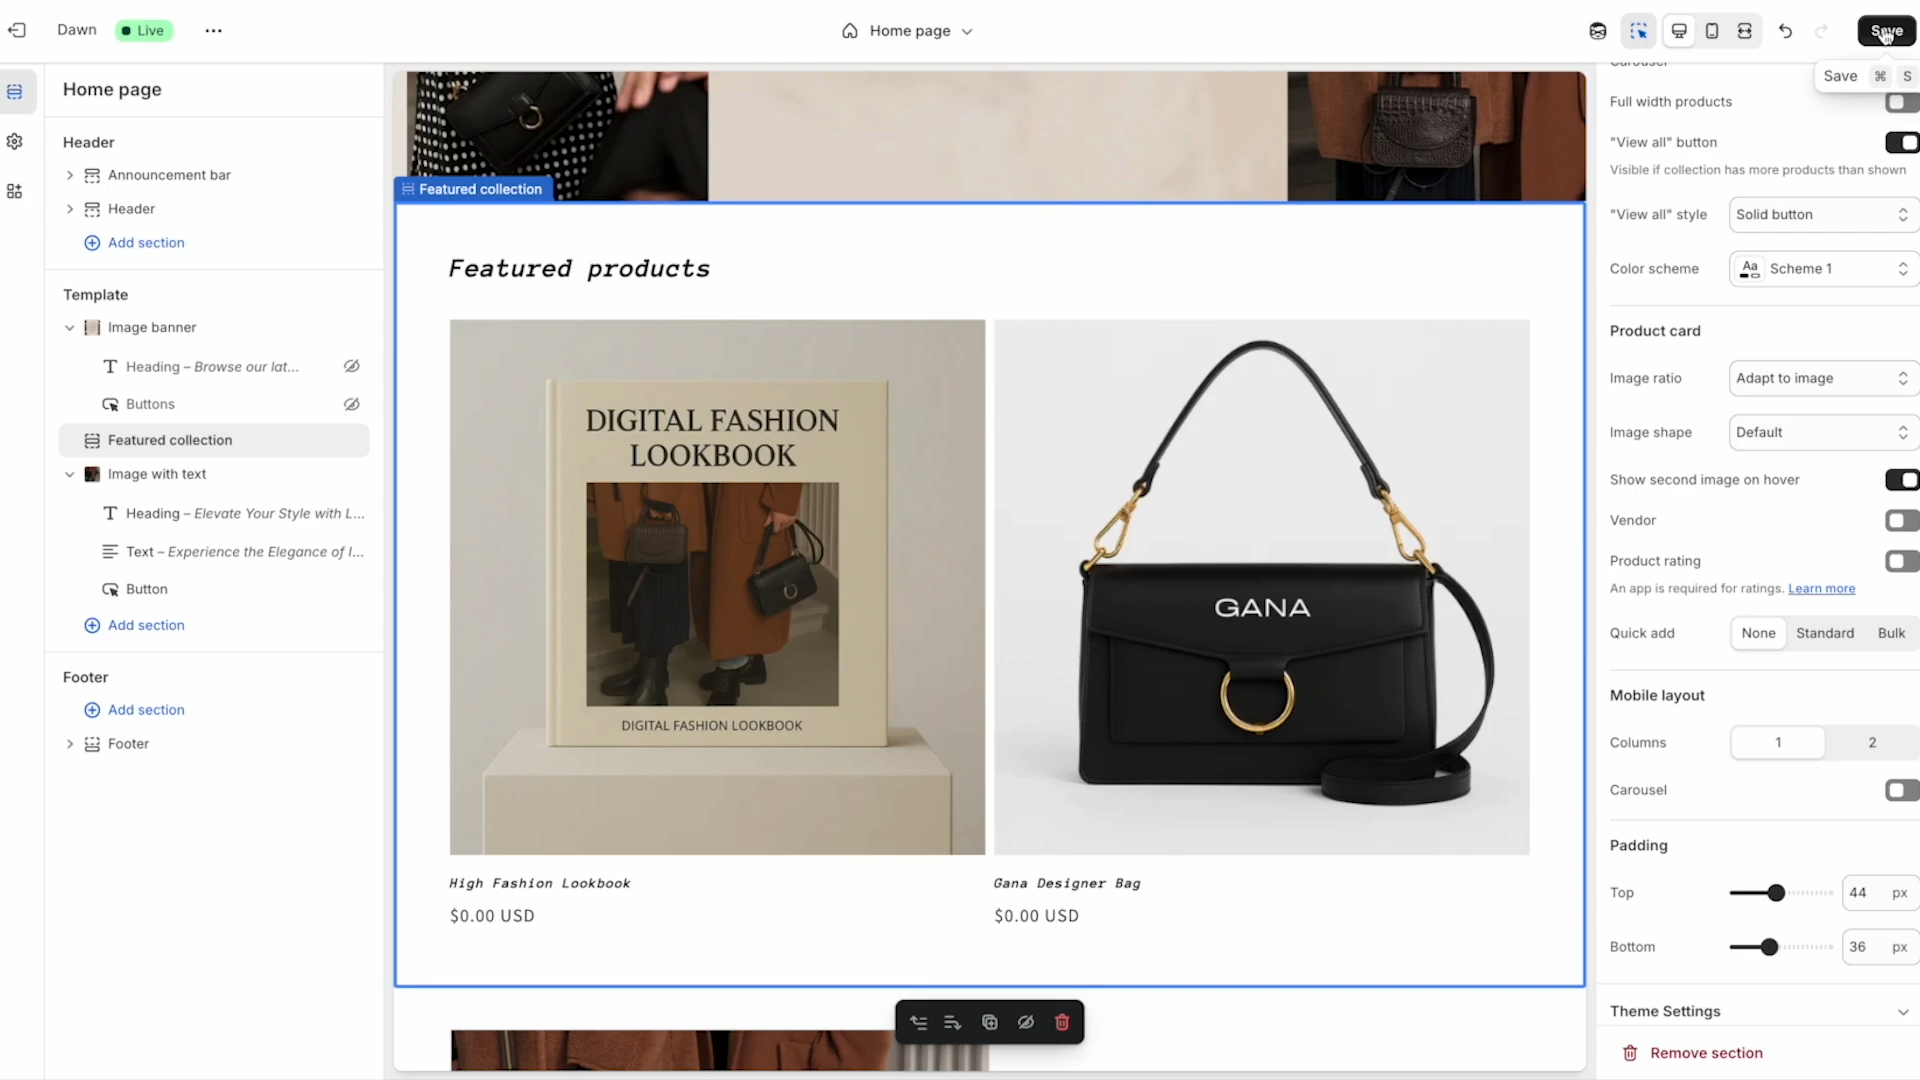 Dawn
Live
Home page
Save
Save ⌘ S
Home page
Header
Announcement bar
Header
Add section
Template
Image banner
Heading – Browse our lat...
Buttons
Featured collection
Image with text
Heading – Elevate Your Style with L...
Text – Experience the Elegance of I...
Button
Add section
Footer
Add section
Footer
Featured collection
Featured products
DIGITAL FASHION
LOOKBOOK
DIGITAL FASHION LOOKBOOK
GANA
High Fashion Lookbook
$0.00 USD
Gana Designer Bag
$0.00 USD
Carousel
Full width products
"View all" button
Visible if collection has more products than shown
"View all" style
Solid button
Color scheme
Aa
Scheme 1
Product card
Image ratio
Adapt to image
Image shape
Default
Show second image on hover
Vendor
Product rating
An app is required for ratings. Learn more
Quick add
None
Standard
Bulk
Mobile layout
Columns
1
2
Carousel
Padding
Top
44 px
Bottom
36 px
Theme Settings
Remove section